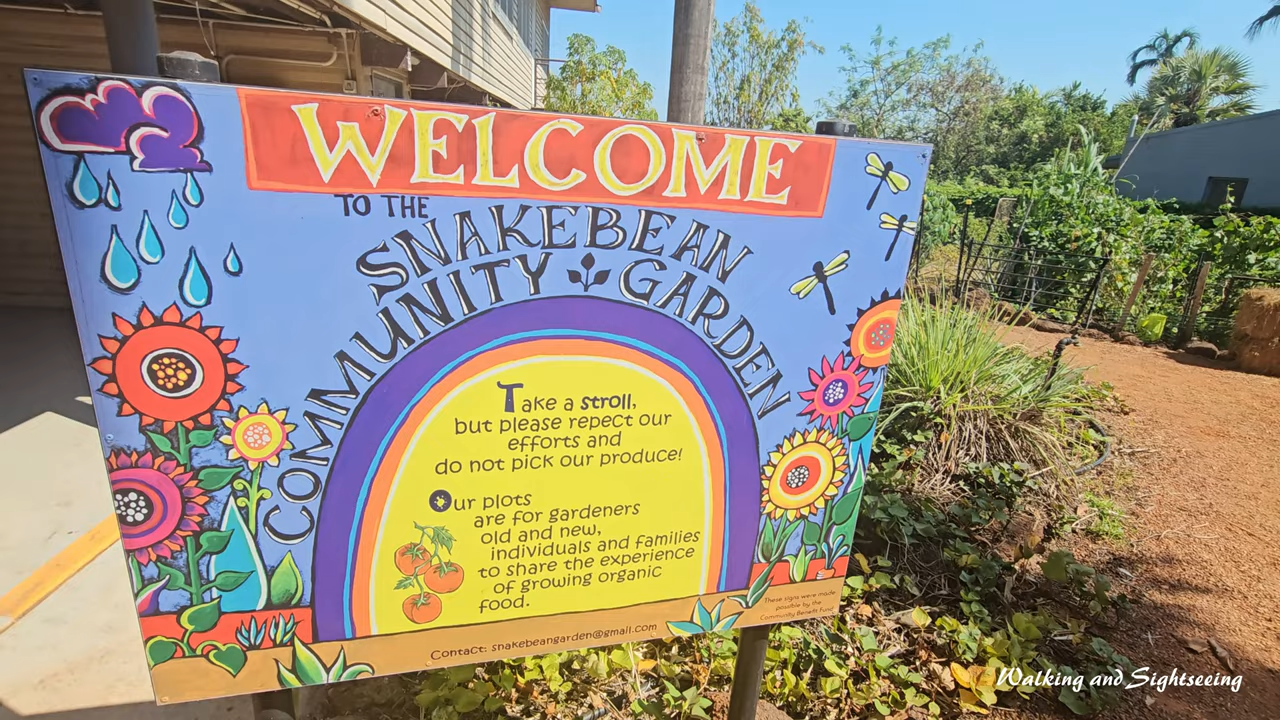 WELCOME
TO THE
SNAKEBEAN
COMMUNITY GARDEN
Take a stroll,
but please repect our
efforts and
do not pick our produce!
Our plots
are for gardeners
old and new,
individuals and families
to share the experience
of growing organic
food.
Contact: snakebeangarden@gmail.com
These signs were made
possible by the
Community Benefit Fund
Walking and Sightseeing